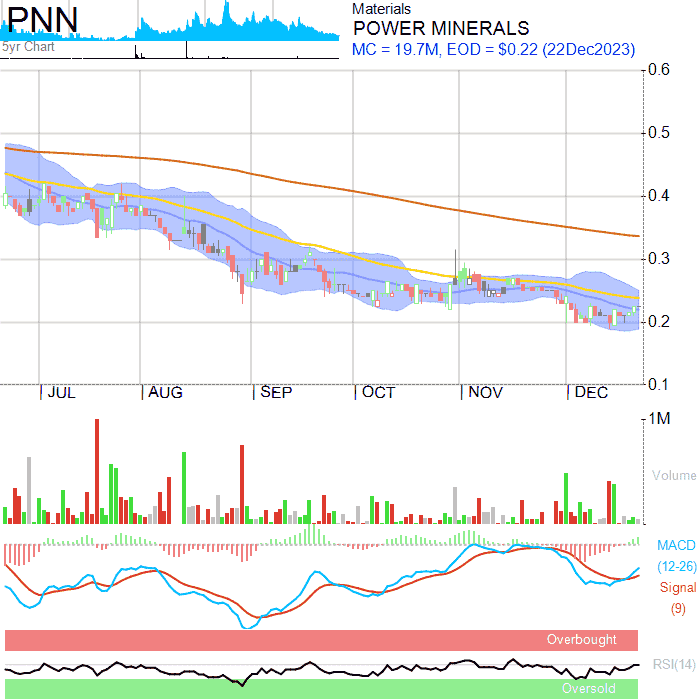 PNN
5yr Chart
Materials
POWER MINERALS
MC = 19.7M, EOD = $0.22 (22Dec2023)
0.6
0.5
0.4
0.3
0.2
0.1
JUL AUG SEP OCT NOV DEC
1M
Volume
MACD
(12-26)
Signal
(9)
Overbought
RSI(14)
Oversold